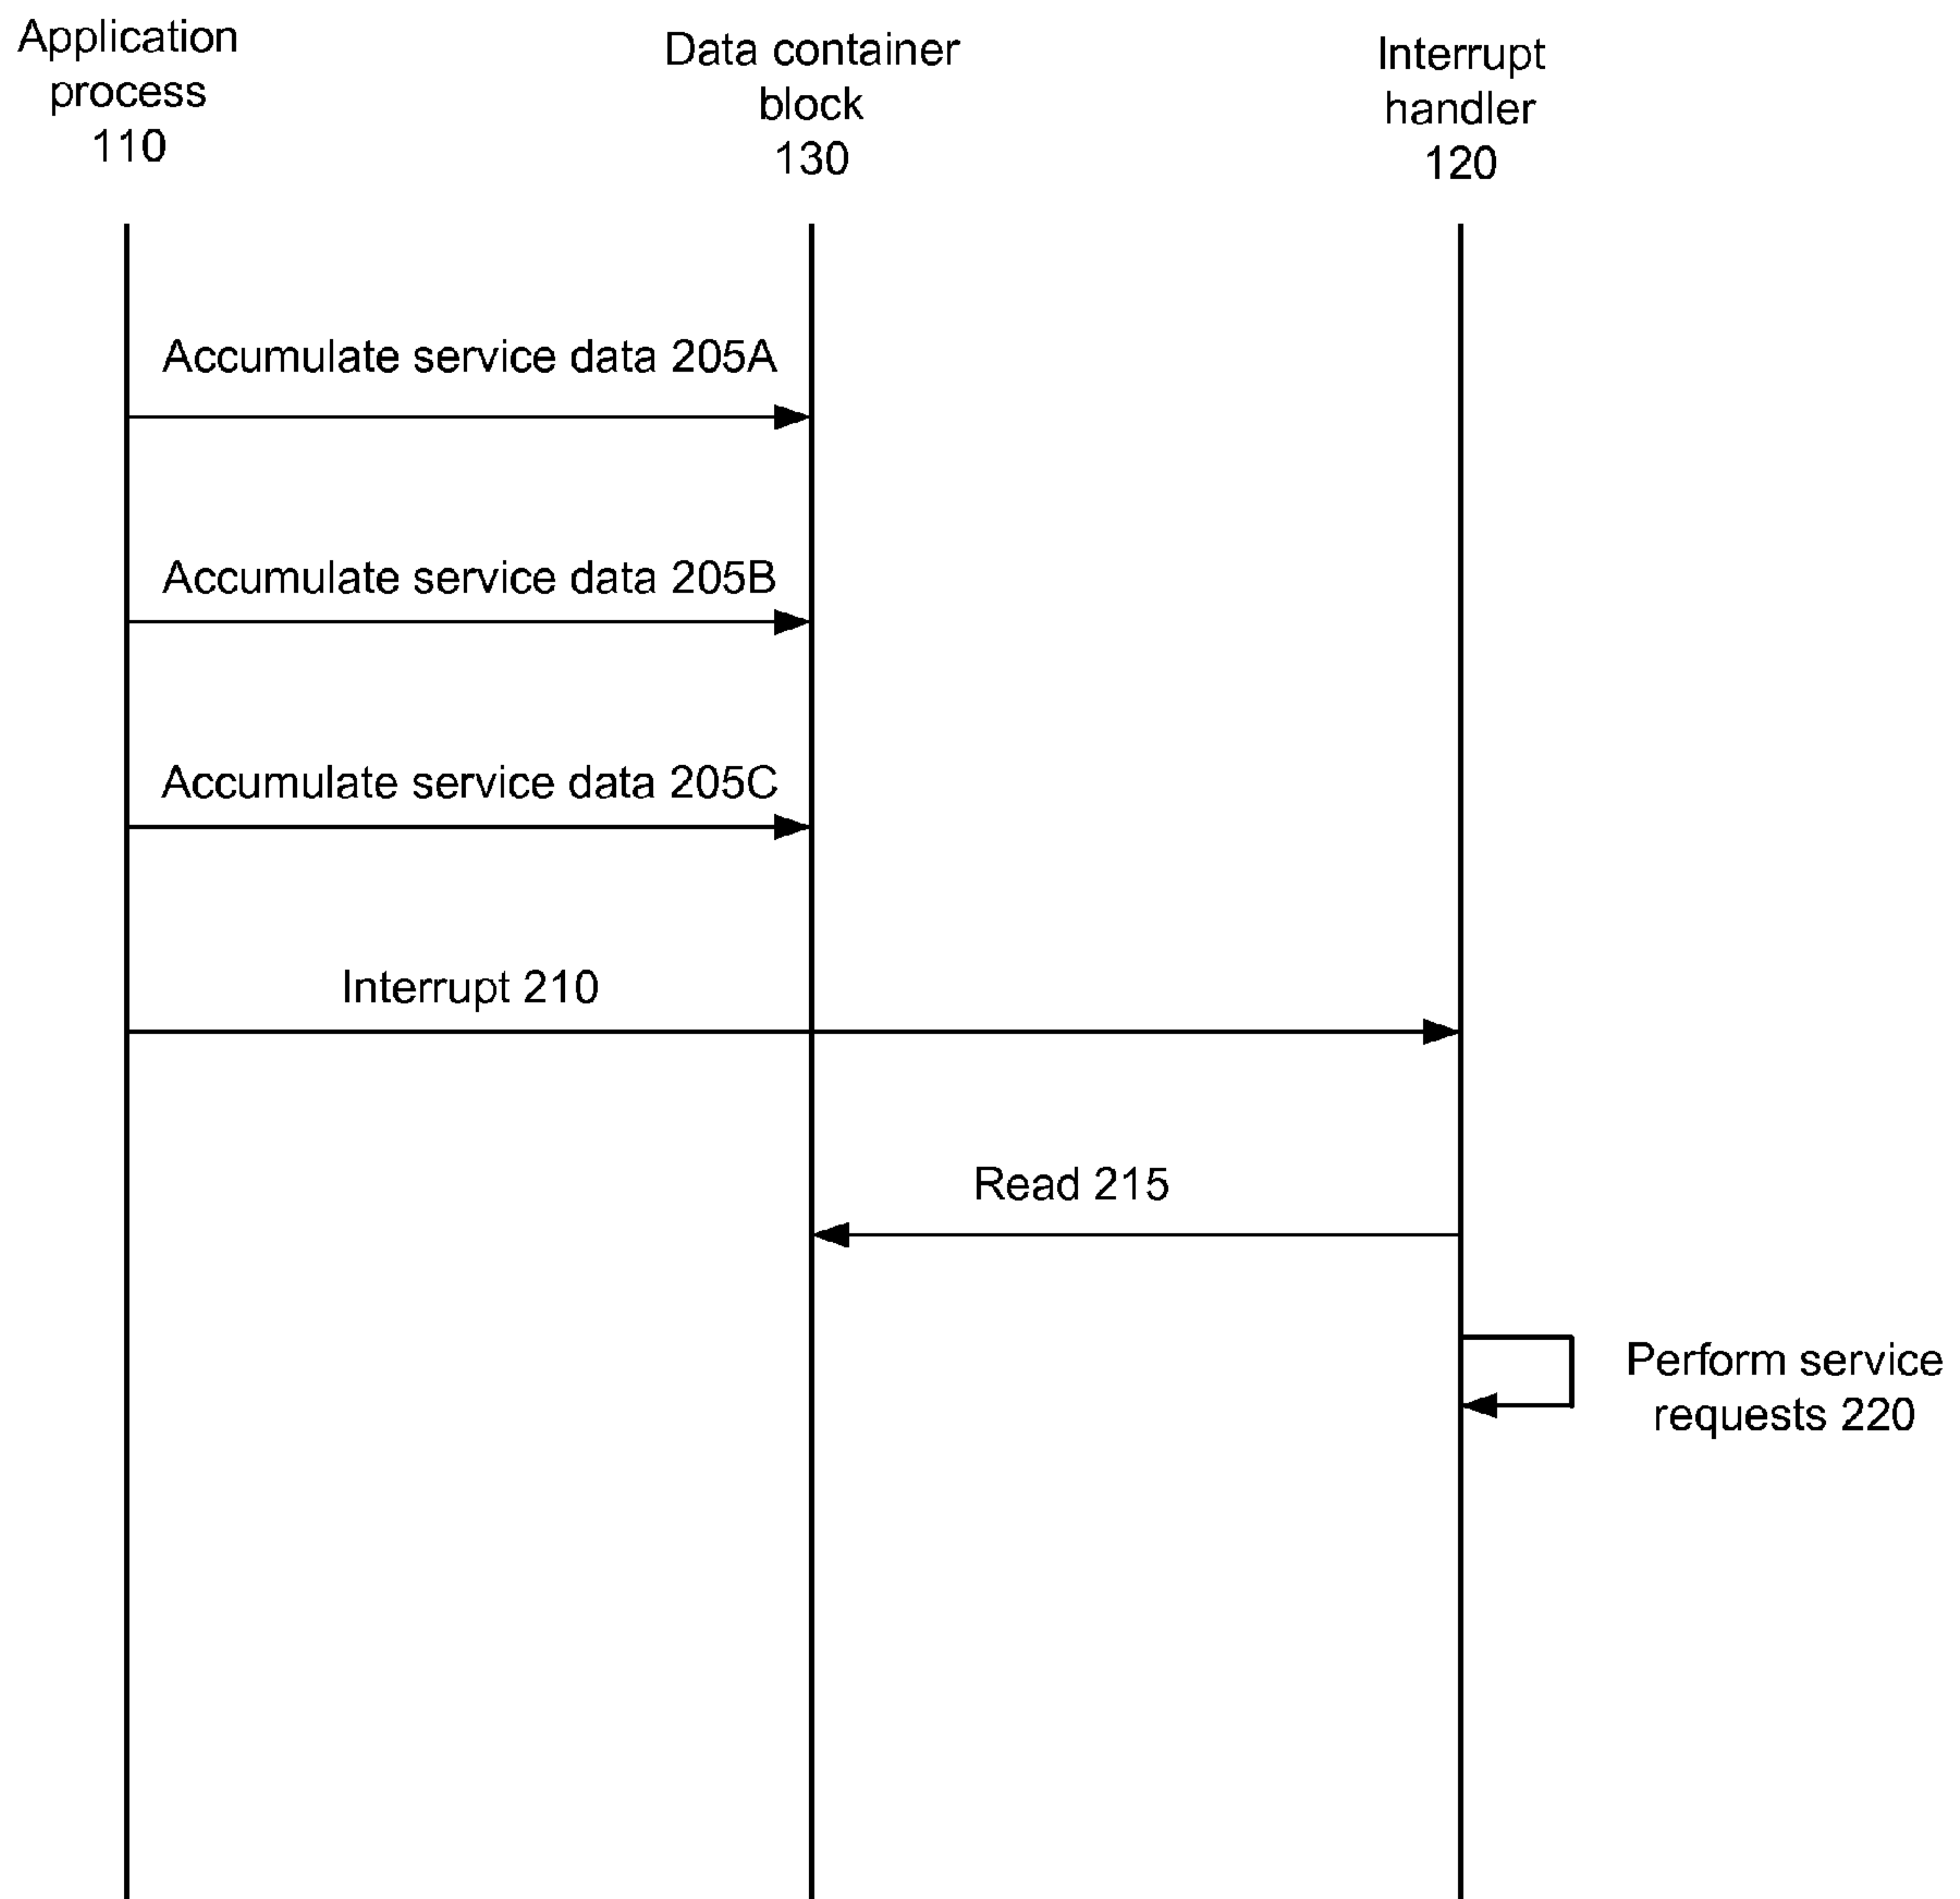 Application
process
110
Data container
block
130
Interrupt
handler
120
Accumulate service data 205A
Accumulate service data 205B
Accumulate service data 205C
Interrupt 210
Read 215
Perform service
requests 220